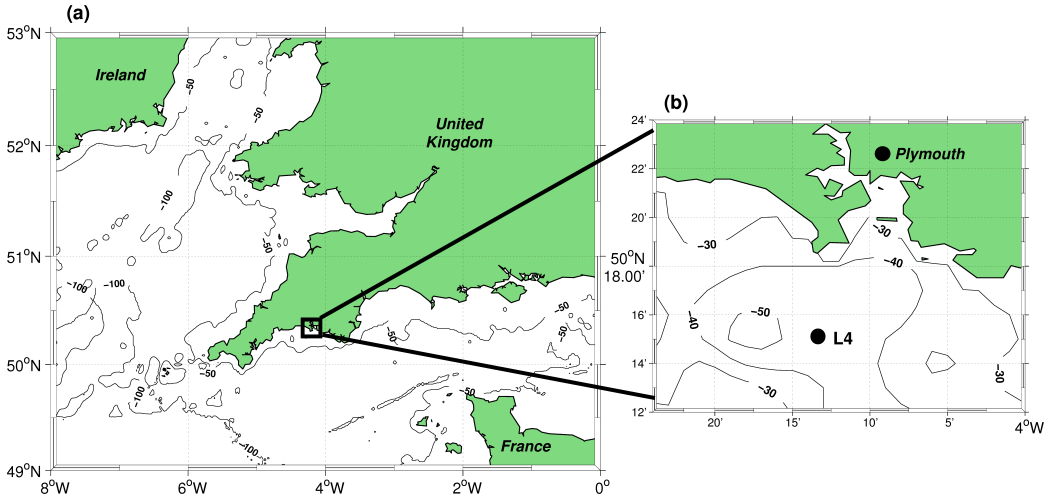 (a)
53°N
52°N
51°N
50°N
49°N
8°W
6°W
4°W
2°W
0°
Ireland
United
Kingdom
France
−50
−50
−100
−50
−100
−100
−50
−50
−50
−50
−100
−50
−100
(b)
24'
22'
20'
18.00'
50°N
16'
14'
12'
20'
15'
10'
5'
4°W
Plymouth
L4
−30
−30
−40
−40
−50
−30
−30